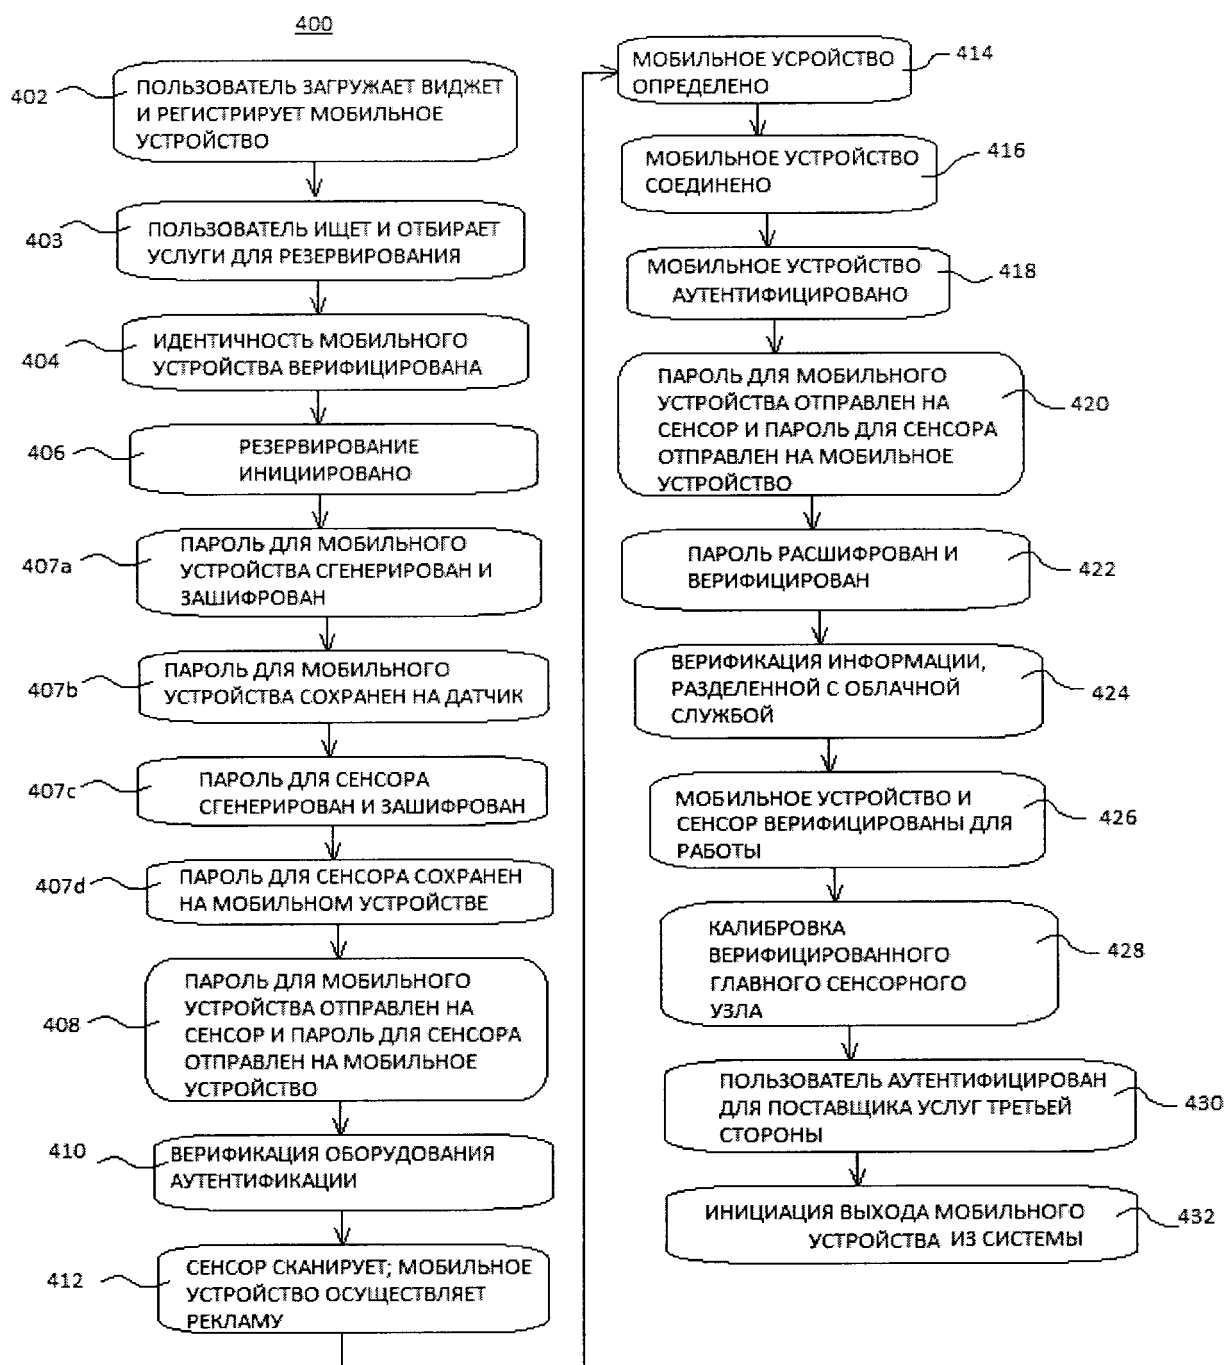 400
402
ПОЛЬЗОВАТЕЛЬ ЗАГРУЖАЕТ ВИДЖЕТ
И РЕГИСТРИРУЕТ МОБИЛЬНОЕ
УСТРОЙСТВО
403
ПОЛЬЗОВАТЕЛЬ ИЩЕТ И ОТБИРАЕТ
УСЛУГИ ДЛЯ РЕЗЕРВИРОВАНИЯ
404
ИДЕНТИЧНОСТЬ МОБИЛЬНОГО
УСТРОЙСТВА ВЕРИФИЦИРОВАНА
406
РЕЗЕРВИРОВАНИЕ
ИНИЦИИРОВАНО
407a
ПАРОЛЬ ДЛЯ МОБИЛЬНОГО
УСТРОЙСТВА СГЕНЕРИРОВАН И
ЗАШИФРОВАН
407b
ПАРОЛЬ ДЛЯ МОБИЛЬНОГО
УСТРОЙСТВА СОХРАНЕН НА ДАТЧИК
407c
ПАРОЛЬ ДЛЯ СЕНСОРА
СГЕНЕРИРОВАН И ЗАШИФРОВАН
407d
ПАРОЛЬ ДЛЯ СЕНСОРА СОХРАНЕН
НА МОБИЛЬНОМ УСТРОЙСТВЕ
408
ПАРОЛЬ ДЛЯ МОБИЛЬНОГО
УСТРОЙСТВА ОТПРАВЛЕН НА
СЕНСОР И ПАРОЛЬ ДЛЯ СЕНСОРА
ОТПРАВЛЕН НА МОБИЛЬНОЕ
УСТРОЙСТВО
410
ВЕРИФИКАЦИЯ ОБОРУДОВАНИЯ
АУТЕНТИФИКАЦИИ
412
СЕНСОР СКАНИРУЕТ; МОБИЛЬНОЕ
УСТРОЙСТВО ОСУЩЕСТВЛЯЕТ
РЕКЛАМУ
МОБИЛЬНОЕ УСРОЙСТВО
ОПРЕДЕЛЕНО
414
МОБИЛЬНОЕ УСТРОЙСТВО
СОЕДИНЕНО
416
МОБИЛЬНОЕ УСТРОЙСТВО
АУТЕНТИФИЦИРОВАНО
418
ПАРОЛЬ ДЛЯ МОБИЛЬНОГО
УСТРОЙСТВА ОТПРАВЛЕН НА
СЕНСОР И ПАРОЛЬ ДЛЯ СЕНСОРА
ОТПРАВЛЕН НА МОБИЛЬНОЕ
УСТРОЙСТВО
420
ПАРОЛЬ РАСШИФРОВАН И
ВЕРИФИЦИРОВАН
422
ВЕРИФИКАЦИЯ ИНФОРМАЦИИ,
РАЗДЕЛЕННОЙ С ОБЛАЧНОЙ
СЛУЖБОЙ
424
МОБИЛЬНОЕ УСТРОЙСТВО И
СЕНСОР ВЕРИФИЦИРОВАНЫ ДЛЯ
РАБОТЫ
426
КАЛИБРОВКА
ВЕРИФИЦИРОВАННОГО
ГЛАВНОГО СЕНСОРНОГО
УЗЛА
428
ПОЛЬЗОВАТЕЛЬ АУТЕНТИФИЦИРОВАН
ДЛЯ ПОСТАВЩИКА УСЛУГ ТРЕТЬЕЙ
СТОРОНЫ
430
ИНИЦИАЦИЯ ВЫХОДА МОБИЛЬНОГО
УСТРОЙСТВА ИЗ СИСТЕМЫ
432